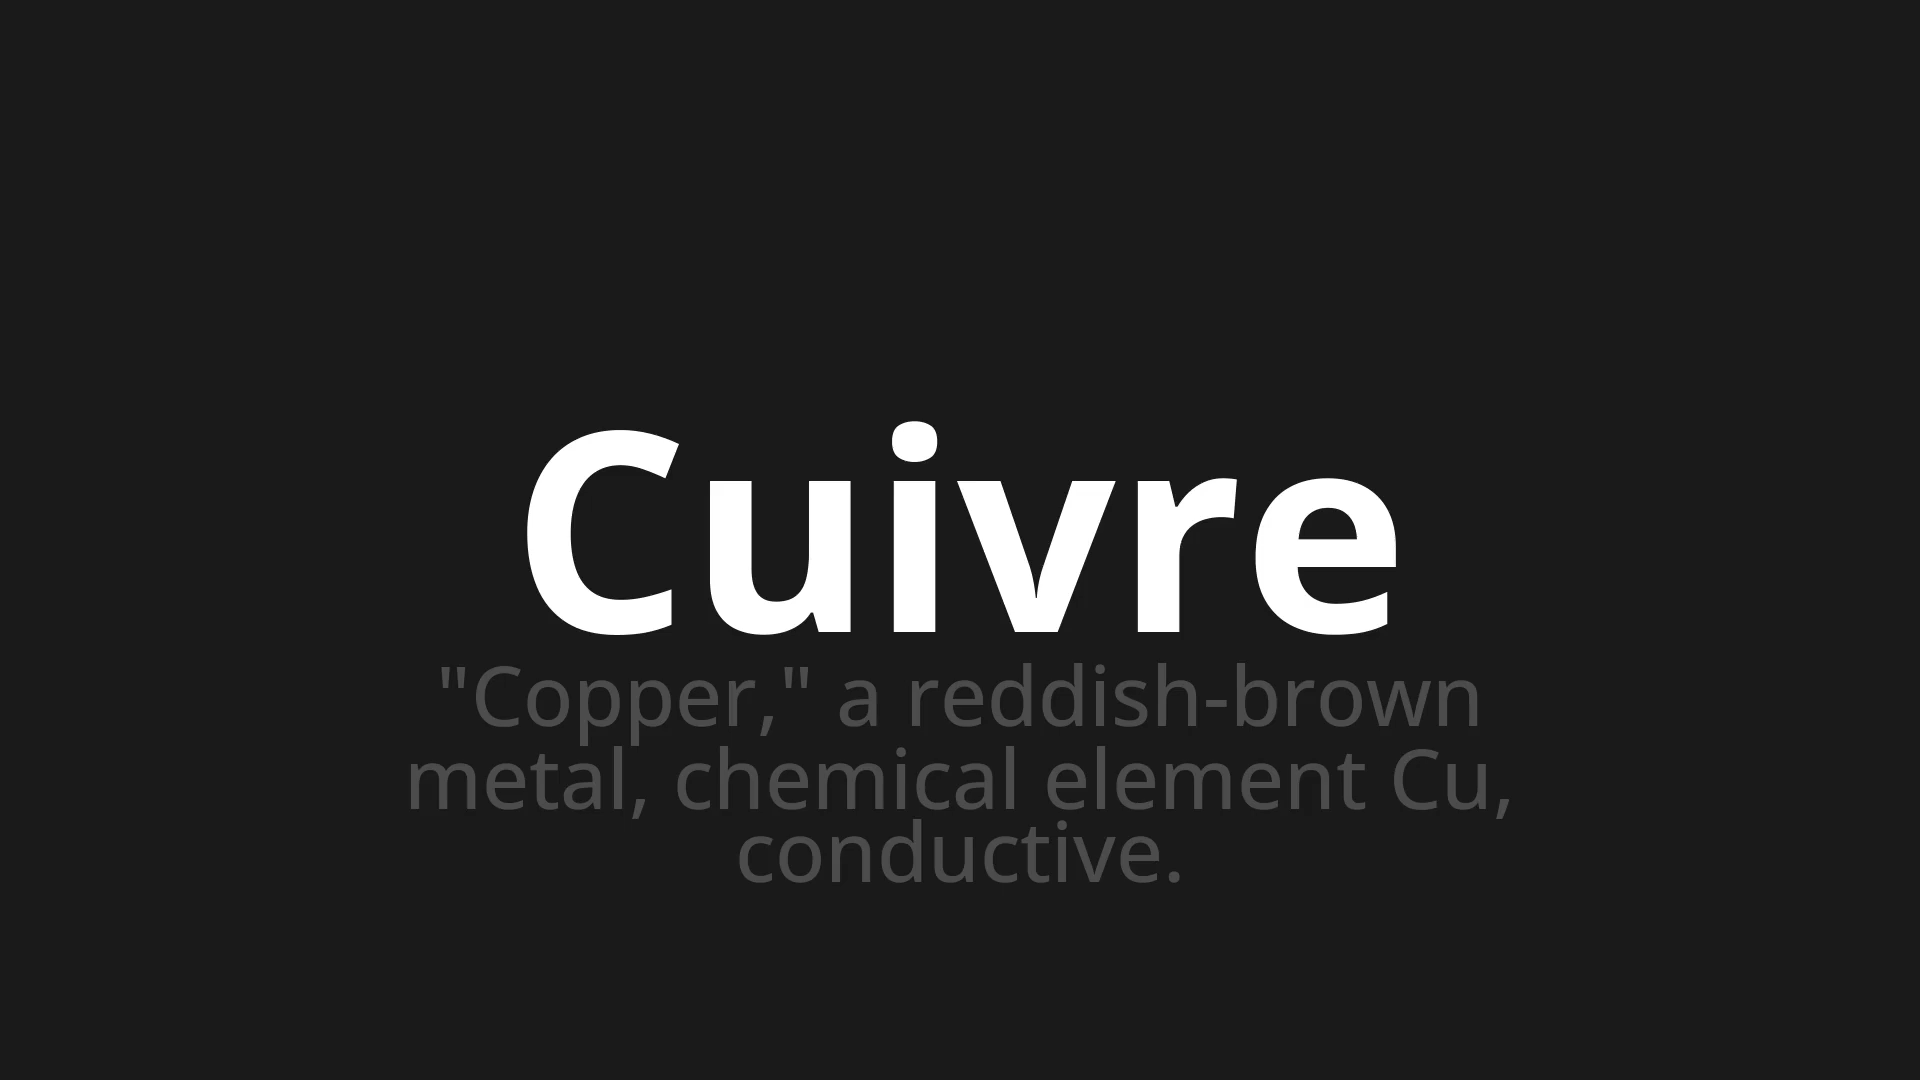 Cuivre
"Copper," a reddish-brown
metal, chemical element Cu,
conductive.